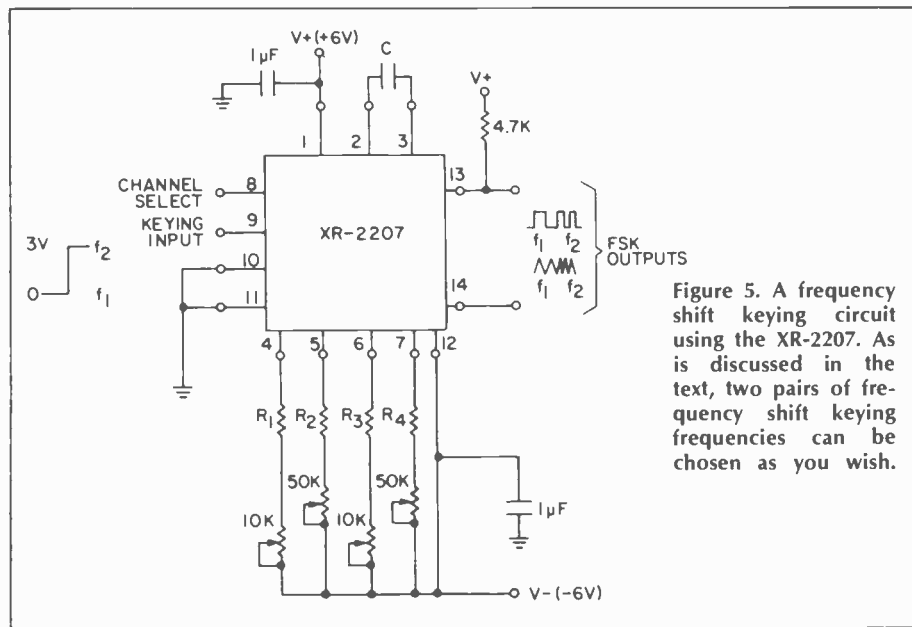 V+(+6V)
1µF
C
V+
4.7K
1
2
3
13
CHANNEL
SELECT
8
KEYING
INPUT
9
XR-2207
3V
f2
0
f1
10
11
14
f1 f2
f1 f2
FSK
OUTPUTS
4
5
6
7
12
R1
R2
R3
R4
50K
50K
10K
10K
1µF
V-(-6V)
Figure 5. A frequency
shift keying circuit
using the XR-2207. As
is discussed in the
text, two pairs of fre-
quency shift keying
frequencies can be
chosen as you wish.